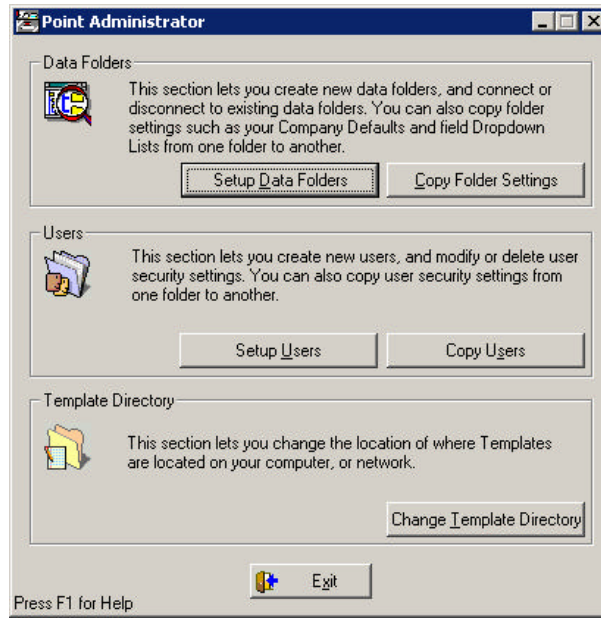 Point Administrator
Data Folders
This section lets you create new data folders, and connect or
disconnect to existing data folders. You can also copy folder
settings such as your Company Defaults and field Dropdown
Lists from one folder to another.
Setup Data Folders
Copy Folder Settings
Users
This section lets you create new users, and modify or delete user
security settings. You can also copy user security settings from
one folder to another.
Setup Users
Copy Users
Template Directory
This section lets you change the location of where Templates
are located on your computer, or network.
Change Template Directory
Exit
Press F1 for Help